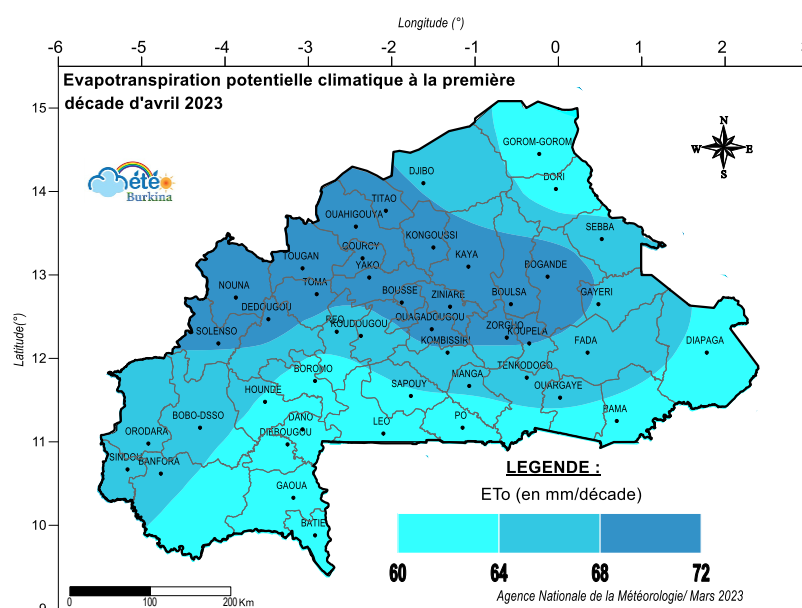 Longitude (°)
-6 -5 -4 -3 -2 -1 0 1 2
Evapotranspiration potentielle climatique à la première
décade d'avril 2023
15
GOROM-GOROM
N
W E
S
DJIBO
DORI
14
météo
Burkina
TITAO
OUAHIGOUYA
SEBBA
KONGOUSSI
GOURCY
TOUGAN
KAYA
YAKO
BOGANDE
13
NOUNA
TOMA
BOUSSE
ZINIARE
BOULSA
GAYERI
DEDOUGOU
Latitude(°)
REO
KOUDOUGOU
OUAGADOUGOU
ZORGHO
KOUPELA
SOLENSO
KOMBISSIRI
FADA
DIAPAGA
12
BOROMO
TENKODOGO
MANGA
SAPOUY
OUARGAYE
HOUNDE
BOBO-DSSO
DANO
LEO
PO
PAMA
ORODARA
DIEBOUGOU
11
SINDOU
BANFORA
LEGENDE :
GAOUA
ETo (en mm/décade)
10
BATIE
60 64 68 72
Agence Nationale de la Météorologie/ Mars 2023
0 100 200 Km
9